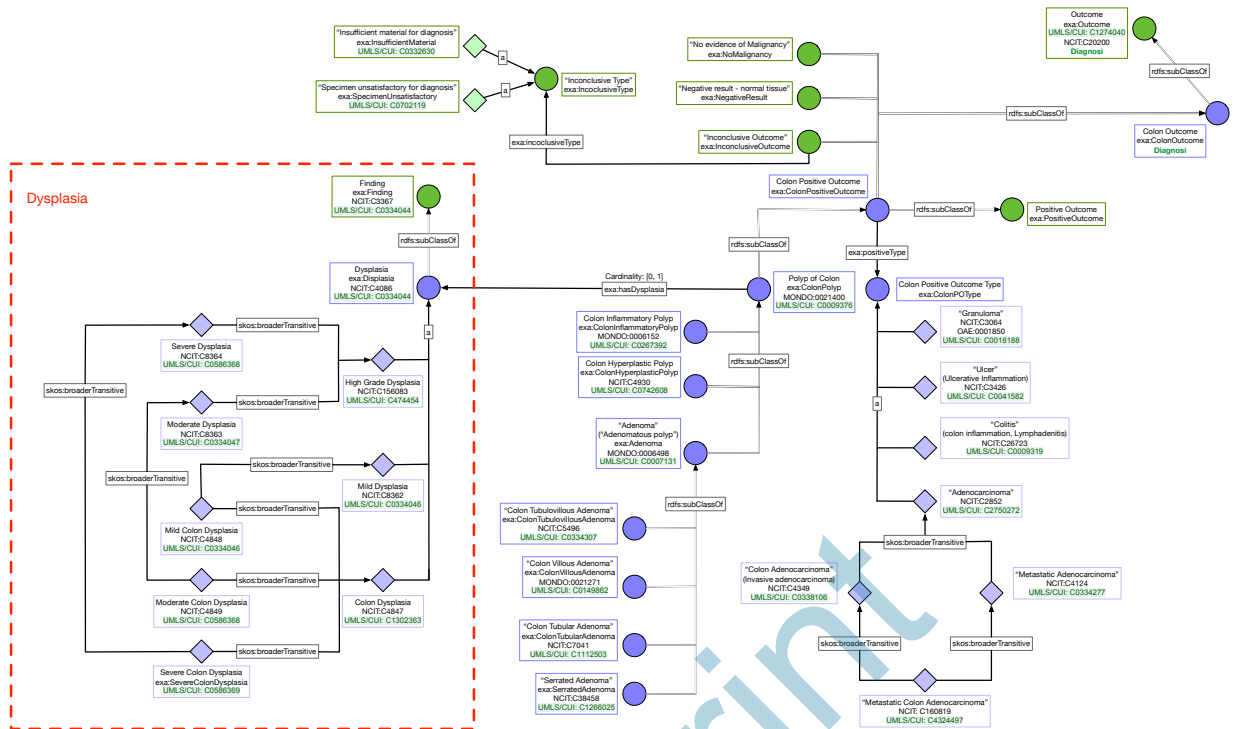 "Insufficient material for diagnosis"
exa:InsufficientMaterial
UMLS/CUI: C0332630
a
"Specimen unsatisfactory for diagnosis"
exa:SpecimenUnsatisfactory
UMLS/CUI: C0702119
a
"Inconclusive Type"
exa:IncoclusiveType
exa:incoclusiveType
"No evidence of Malignancy"
exa:NoMalignancy
"Negative result - normal tissue"
exa:NegativeResult
"Inconclusive Outcome"
exa:InconclusiveOutcome
Outcome
exa:Outcome
UMLS/CUI: C1274040
NCIT:C20200
Diagnosi
rdfs:subClassOf
rdfs:subClassOf
Colon Outcome
exa:ColonOutcome
Diagnosi
Colon Positive Outcome
exa:ColonPositiveOutcome
rdfs:subClassOf
Positive Outcome
exa:PositiveOutcome
rdfs:subClassOf
exa:positiveType
Dysplasia
Finding
exa:Finding
NCIT:C3367
UMLS/CUI: C0334044
rdfs:subClassOf
Dysplasia
exa:Displasia
NCIT:C4086
UMLS/CUI: C0334044
Cardinality: [0, 1]
exa:hasDysplasia
Polyp of Colon
exa:ColonPolyp
MONDO:0021400
UMLS/CUI: C0009376
Colon Positive Outcome Type
exa:ColonPOType
a
skos:broaderTransitive
Severe Dysplasia
NCIT:C8364
UMLS/CUI: C0586368
skos:broaderTransitive
High Grade Dysplasia
NCIT:C156083
UMLS/CUI: C474454
skos:broaderTransitive
Moderate Dysplasia
NCIT:C8363
UMLS/CUI: C0334047
skos:broaderTransitive
skos:broaderTransitive
Mild Dysplasia
NCIT:C8362
UMLS/CUI: C0334046
skos:broaderTransitive
Mild Colon Dysplasia
NCIT:C4848
UMLS/CUI: C0334046
skos:broaderTransitive
Moderate Colon Dysplasia
NCIT:C4849
UMLS/CUI: C0586368
skos:broaderTransitive
Colon Dysplasia
NCIT:C4847
UMLS/CUI: C1302363
skos:broaderTransitive
Severe Colon Dysplasia
exa:SevereColonDysplasia
UMLS/CUI: C0586369
Colon Inflammatory Polyp
exa:ColonInflammatoryPolyp
MONDO:0006152
UMLS/CUI: C0267392
rdfs:subClassOf
Colon Hyperplastic Polyp
exa:ColonHyperplasticPolyp
NCIT:C4930
UMLS/CUI: C0742608
"Adenoma"
("Adenomatous polyp")
exa:Adenoma
MONDO:0006498
UMLS/CUI: C0007131
rdfs:subClassOf
"Colon Tubulovillous Adenoma"
exa:ColonTubulovillousAdenoma
NCIT:C5496
UMLS/CUI: C0334307
"Colon Villous Adenoma"
exa:ColonVillousAdenoma
MONDO:0021271
UMLS/CUI: C0149862
"Colon Tubular Adenoma"
exa:ColonTubularAdenoma
NCIT:C7041
UMLS/CUI: C1112503
"Serrated Adenoma"
exa:SerratedAdenoma
NCIT:C38458
UMLS/CUI: C1266025
"Granuloma"
NCIT:C3064
OAE:0001850
UMLS/CUI: C0018188
"Ulcer"
(Ulcerative Inflammation)
NCIT:C3426
UMLS/CUI: C0041582
a
"Colitis"
(colon inflammation, Lymphadenitis)
NCIT:C26723
UMLS/CUI: C0009319
"Adenocarcinoma"
NCIT:C2852
UMLS/CUI: C2750272
skos:broaderTransitive
"Colon Adenocarcinoma"
(Invasive adenocarcinoma)
NCIT:C4349
UMLS/CUI: C0338106
"Metastatic Adenocarcinoma"
NCIT:C4124
UMLS/CUI: C0334277
skos:broaderTransitive
skos:broaderTransitive
"Metastatic Colon Adenocarcinoma"
NCIT: C160819
UMLS/CUI: C4324497